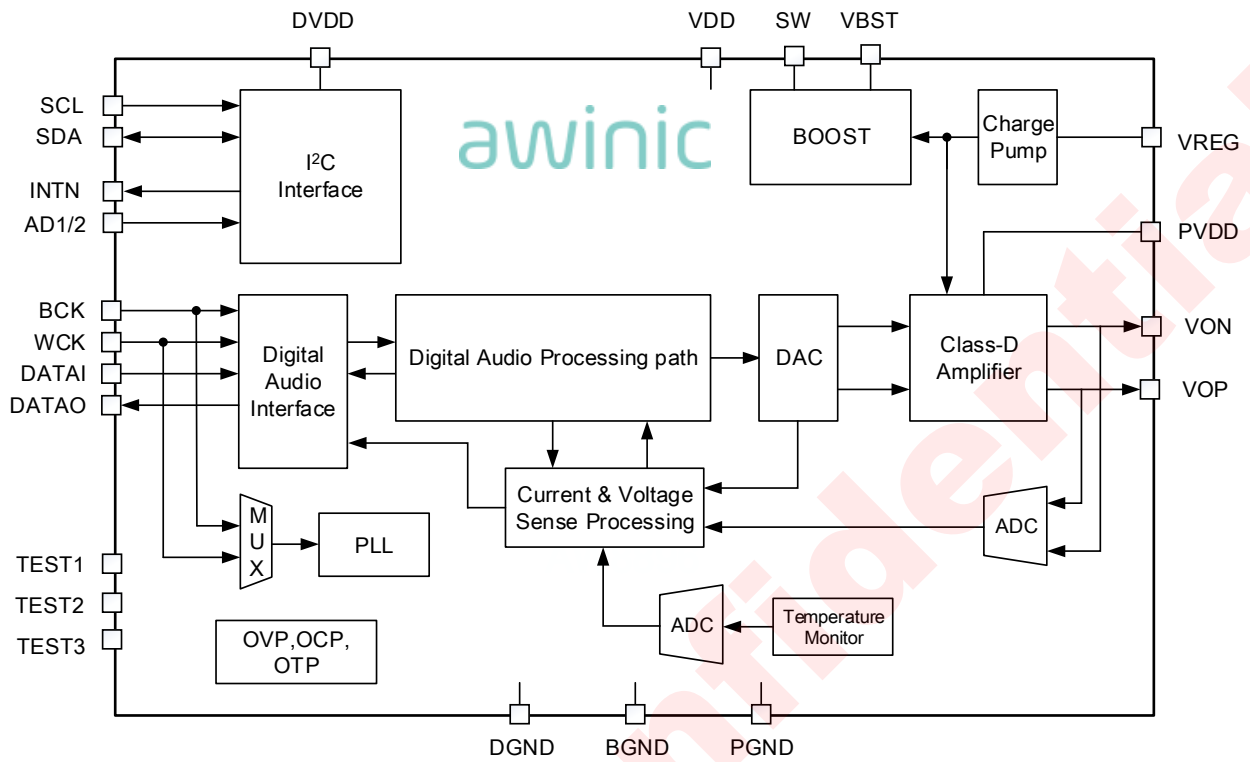 DVDD
VDD
SW
VBST
SCL
SDA
INTN
AD1/2
I²C
Interface
awinic
BOOST
Charge
Pump
VREG
PVDD
BCK
WCK
DATAI
DATAO
Digital
Audio
Interface
Digital Audio Processing path
DAC
Class-D
Amplifier
VON
VOP
M
U
X
PLL
Current & Voltage
Sense Processing
ADC
TEST1
TEST2
TEST3
OVP,OCP,
OTP
ADC
Temperature
Monitor
DGND
BGND
PGND
nfidential